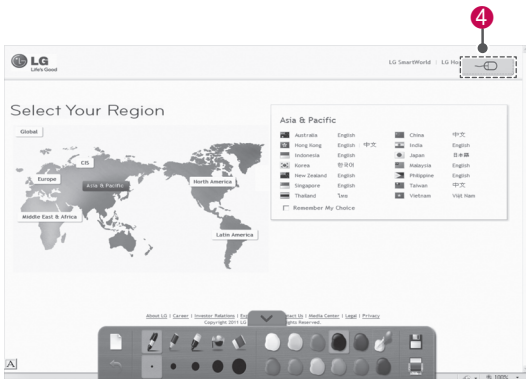 4
LG
Life's Good
LG SmartWorld | LG Ho
Select Your Region
Global
CIS
Europe
Asia & Pacific
North America
Middle East & Africa
Latin America
Asia & Pacific
Australia English
Hong Kong English 中文
Indonesia English
Korea 한국어
New Zealand English
Singapore English
Thailand ไทย
China 中文
India English
Japan 日本語
Malaysia English
Philippine English
Taiwan 中文
Vietnam Việt Nam
Remember My Choice
About LG | Career | Investor Relations | Contact Us | Media Center | Legal | Privacy
Copyright 2011 LG ights Reserved.
A
100%